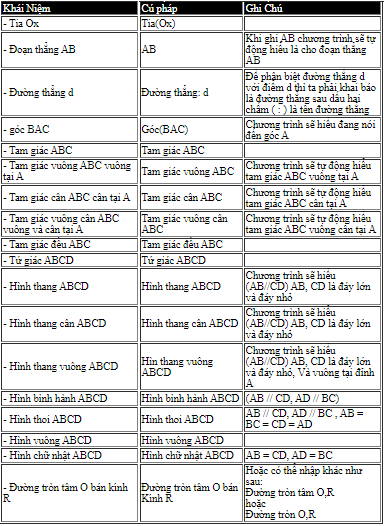 Khái Niệm Cú pháp Ghi Chú
- Tia Ox Tia(Ox)
- Đoạn thẳng AB AB Khi ghi AB chương trình sẽ tự
động hiểu là cho đoạn thẳng
AB
- Đường thẳng d Đường thẳng: d Để phân biệt đường thẳng d
với điểm d thì ta phải khai báo
là đường thẳng sau dấu hai
chấm ( : ) là tên đường thẳng
- góc BAC Góc(BAC) Chương trình sẽ hiểu đang nói
đến góc A
- Tam giác ABC Tam giác ABC
- Tam giác vuông ABC vuông
tại A Tam giác vuông ABC Chương trình sẽ tự động hiểu
tam giác ABC vuông tại A
- Tam giác cân ABC cân tại A Tam giác cân ABC Chương trình sẽ tự động hiểu
tam giác ABC cân tại A
- Tam giác vuông cân ABC
vuông và cân tại A Tam giác vuông cân
ABC Chương trình sẽ tự động hiểu
tam giác ABC vuông cân tại A
- Tam giác đều ABC Tam giác đều ABC
- Tứ giác ABCD Tứ giác ABCD
- Hình thang ABCD Hình thang ABCD Chương trình sẽ hiểu
(AB//CD) AB, CD là đáy lớn
và đáy nhỏ
- Hình thang cân ABCD Hình thang cân ABCD Chương trình sẽ hiểu
(AB//CD) AB, CD là đáy lớn
và đáy nhỏ
- Hình thang vuông ABCD Hìn thang vuông
ABCD Chương trình sẽ hiểu
(AB//CD) AB, CD là đáy lớn
và đáy nhỏ, Và vuông tại đỉnh
A
- Hình bình hành ABCD Hình bình hành ABCD (AB // CD, AD // BC)
- Hình thoi ABCD Hình thoi ABCD AB // CD, AD // BC , AB =
BC = CD = AD
- Hình vuông ABCD Hình vuông ABCD
- Hình chữ nhật ABCD Hình chữ nhật ABCD AB = CD, AD = BC
- Đường tròn tâm O bán kính
R Đường tròn tâm O bán
Kính R Hoặc có thể nhập khác như
sau:
Đường tròn tâm O,R
hoặc
Đường tròn O,R